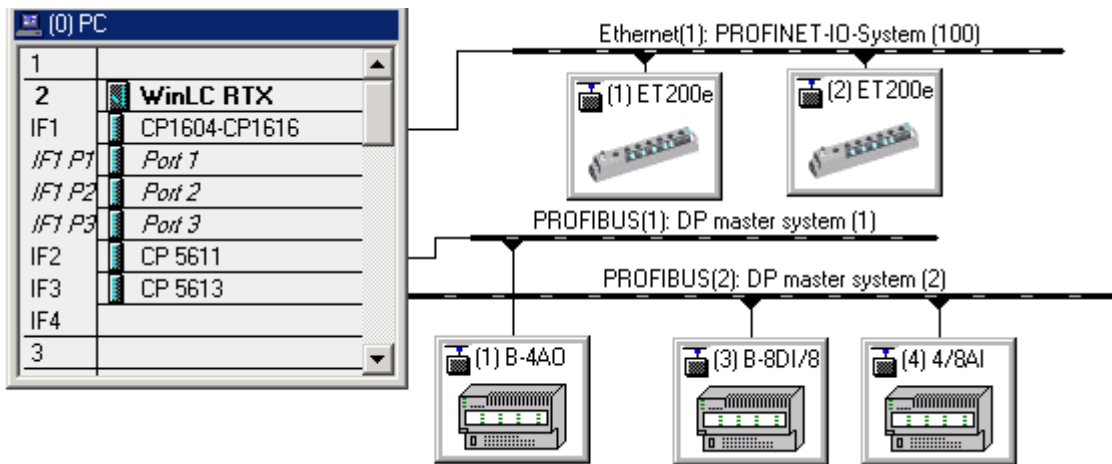 (0) PC
1
2 WinLC RTX
IF1 CP1604-CP1616
IF1 P1 Port 1
IF1 P2 Port 2
IF1 P3 Port 3
IF2 CP 5611
IF3 CP 5613
IF4
3
Ethernet(1): PROFINET-IO-System (100)
(1) ET200e
(2) ET200e
PROFIBUS(1): DP master system (1)
PROFIBUS(2): DP master system (2)
(1) B-4AO
(3) B-8DI/8
(4) 4/8AI